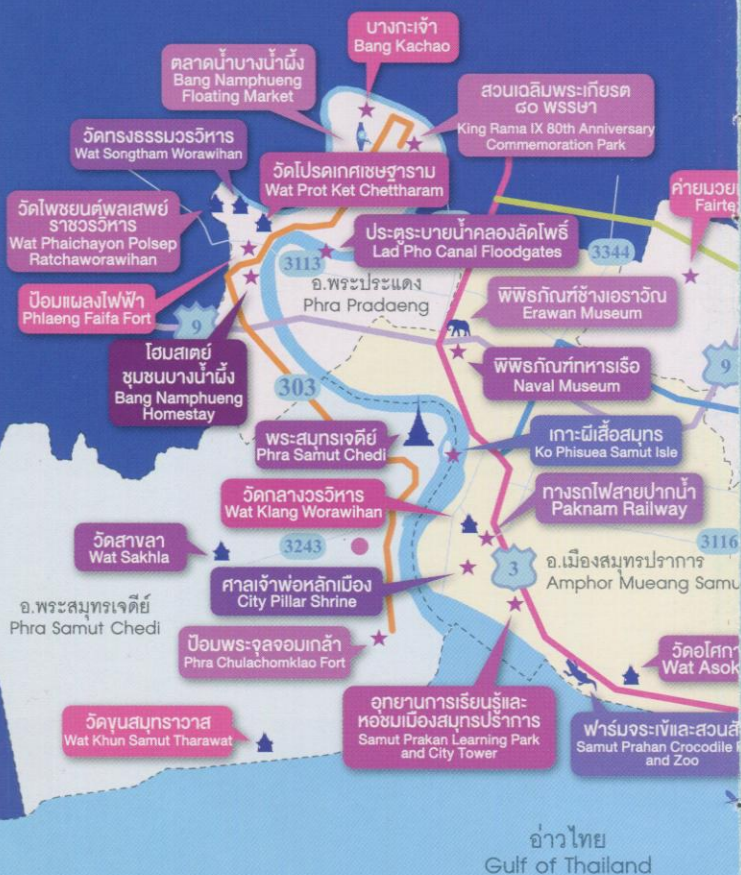 บางกะเจ้า
Bang Kachao
ตลาดน้ำบางน้ำผึ้ง
Bang Namphueng
Floating Market
สวนเฉลิมพระเกียรติ
๘๐ พรรษา
King Rama IX 80th Anniversary
Commemoration Park
วัดทรงธรรมวรวิหาร
Wat Songtham Worawihan
วัดโปรดเกศเชษฐาราม
Wat Prot Ket Chettharam
ค่ายมวย
Fairte
วัดไพชยนต์พลเสพย์
ราชวรวิหาร
Wat Phaichayon Polsep
Ratchaworawihan
ประตูระบายน้ำคลองลัดโพธิ์
Lad Pho Canal Floodgates
3113
3344
อ.พระประแดง
Phra Pradaeng
ป้อมแผลงไฟฟ้า
Phlaeng Faifa Fort
9
พิพิธภัณฑ์ช้างเอราวัณ
Erawan Museum
โฮมสเตย์
ชุมชนบางน้ำผึ้ง
Bang Namphueng
Homestay
พิพิธภัณฑ์ทหารเรือ
Naval Museum
9
303
พระสมุทรเจดีย์
Phra Samut Chedi
เกาะผีเสื้อสมุทร
Ko Phisuea Samut Isle
วัดกลางวรวิหาร
Wat Klang Worawihan
ทางรถไฟสายปากน้ำ
Paknam Railway
วัดสาขลา
Wat Sakhla
3243
3116
3
อ.เมืองสมุทรปราการ
Amphor Mueang Samu
ศาลเจ้าพ่อหลักเมือง
City Pillar Shrine
อ.พระสมุทรเจดีย์
Phra Samut Chedi
ป้อมพระจุลจอมเกล้า
Phra Chulachomklao Fort
วัดอโศกา
Wat Asok
อุทยานการเรียนรู้และ
หอชมเมืองสมุทรปราการ
Samut Prakan Learning Park
and City Tower
ฟาร์มจระเข้และสวนสั
Samut Prahan Crocodile
and Zoo
วัดขุนสมุทราวาส
Wat Khun Samut Tharawat
อ่าวไทย
Gulf of Thailand